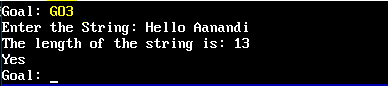 Goal: GO3
Enter the String: Hello Aanandi
The length of the string is: 13
Yes
Goal: _